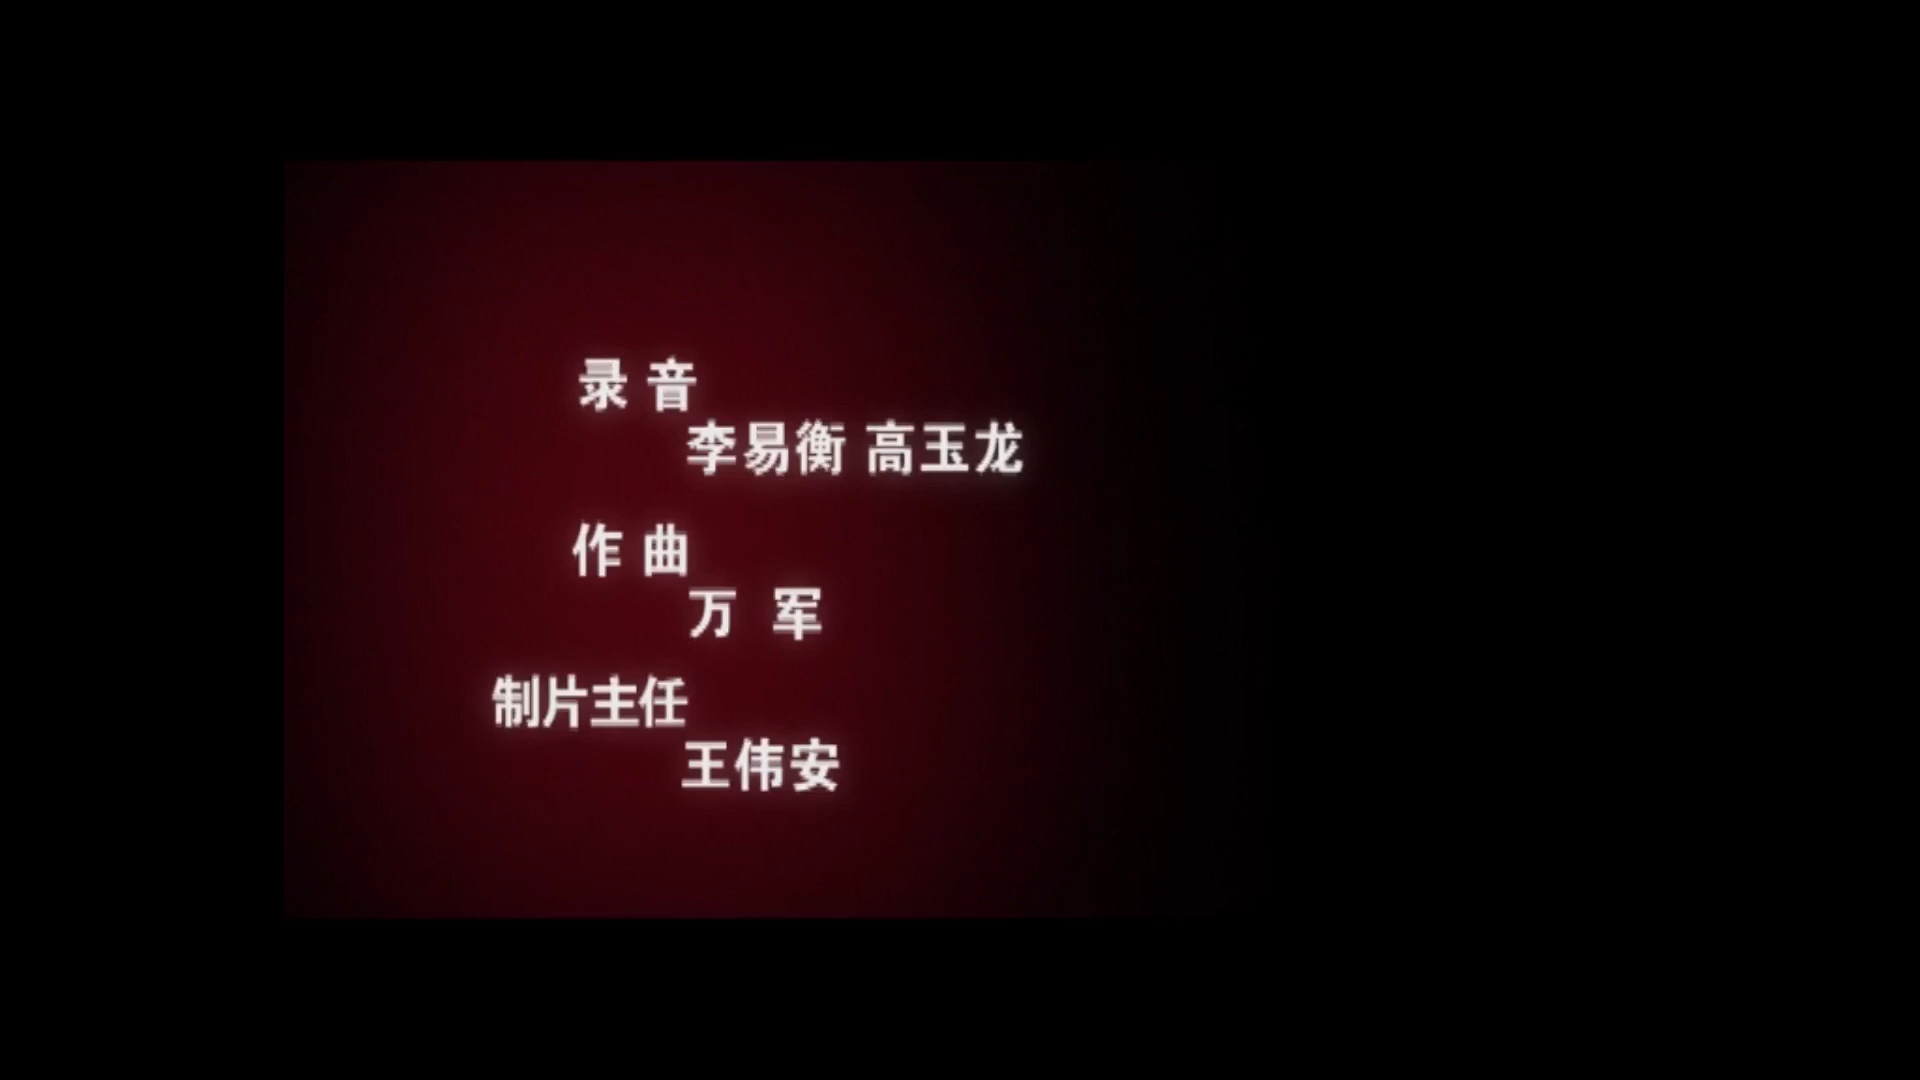 录 音
李易衡 高玉龙
作 曲
万 军
制片主任
王伟安